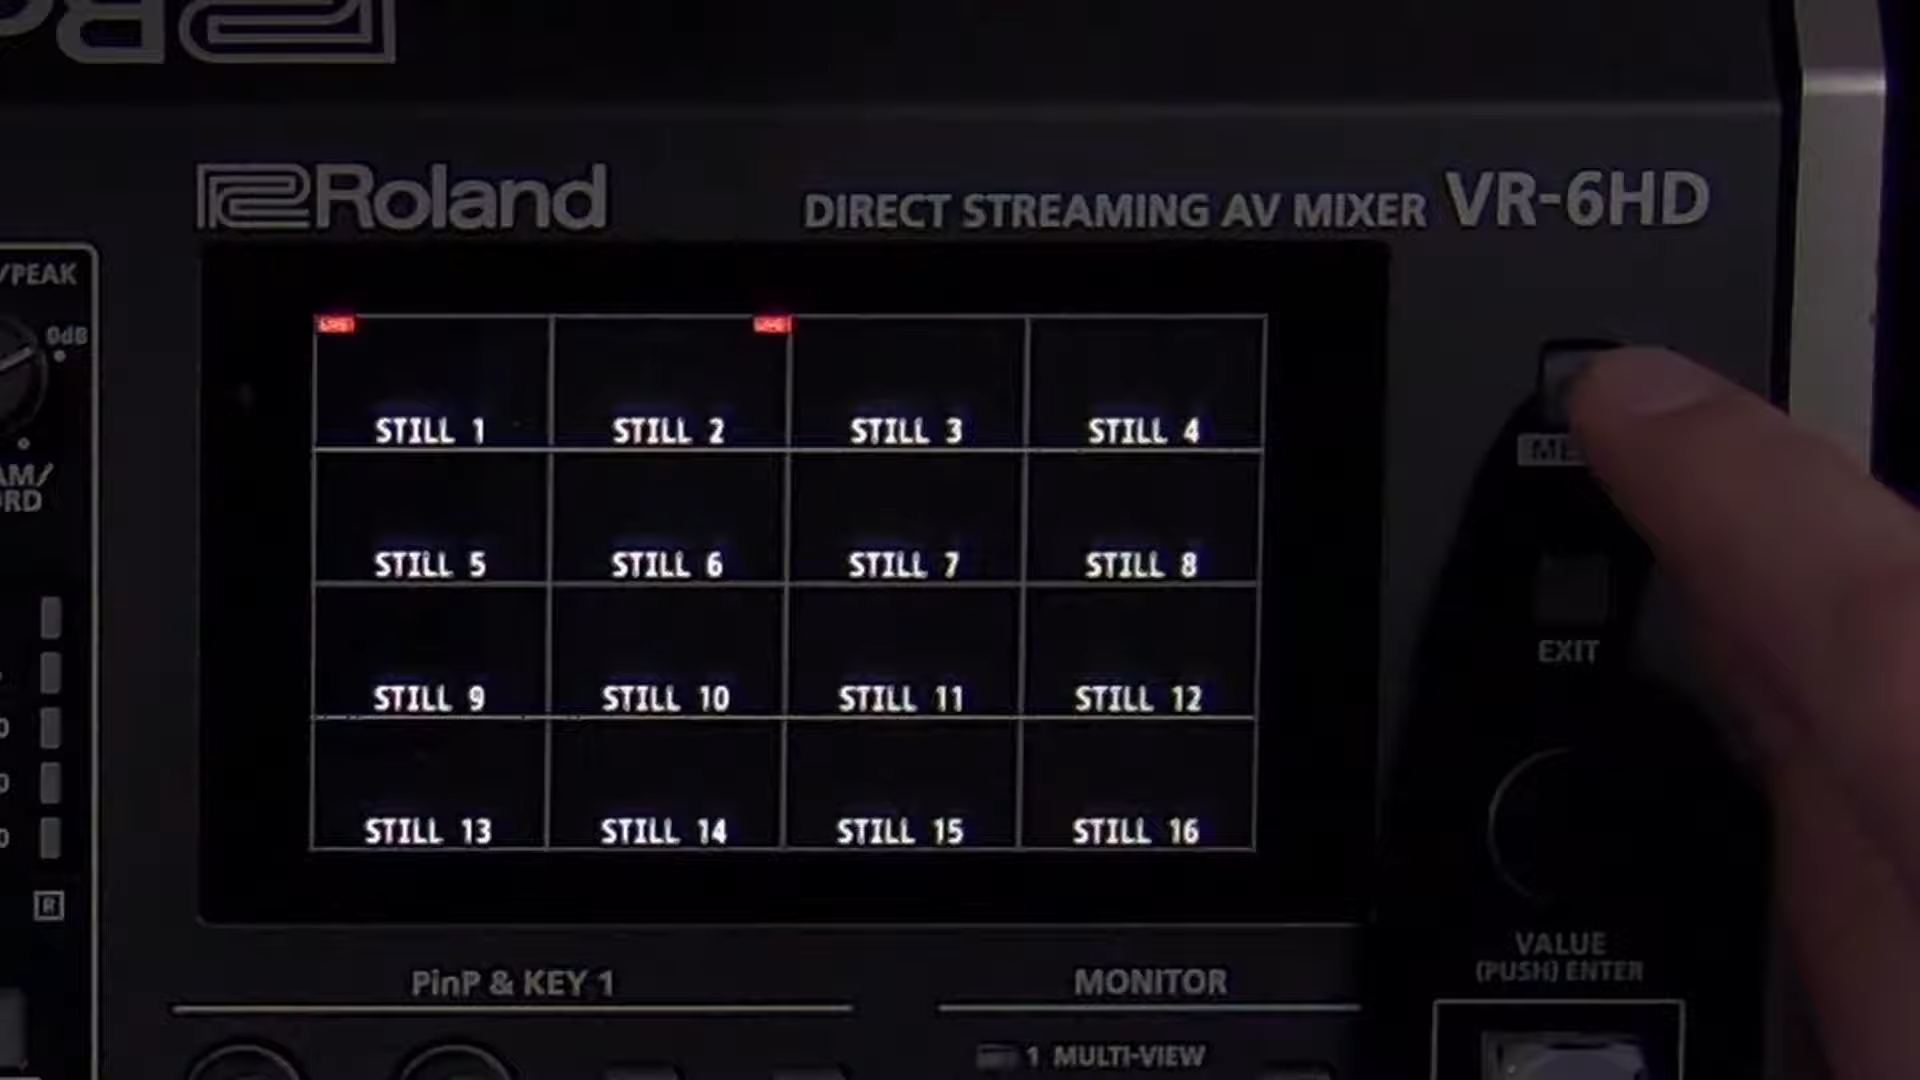 Roland
DIRECT STREAMING AV MIXER VR-6HD
/PEAK
0dB
STILL 1 STILL 2 STILL 3 STILL 4
STILL 5 STILL 6 STILL 7 STILL 8
EXIT
STILL 9 STILL 10 STILL 11 STILL 12
STILL 13 STILL 14 STILL 15 STILL 16
R
VALUE
(PUSH) ENTER
PinP & KEY 1
MONITOR
1 MULTI-VIEW